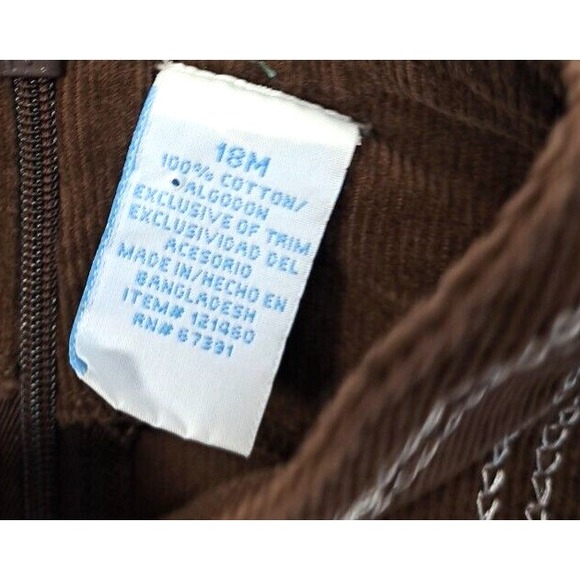 18M
100% COTTON/
ALGODON
EXCLUSIVE OF TRIM
EXCLUSIVIDAD DEL
ACESORIO
MADE IN/HECHO EN
BANGLADESH
ITEM# 121460
RN# 67391